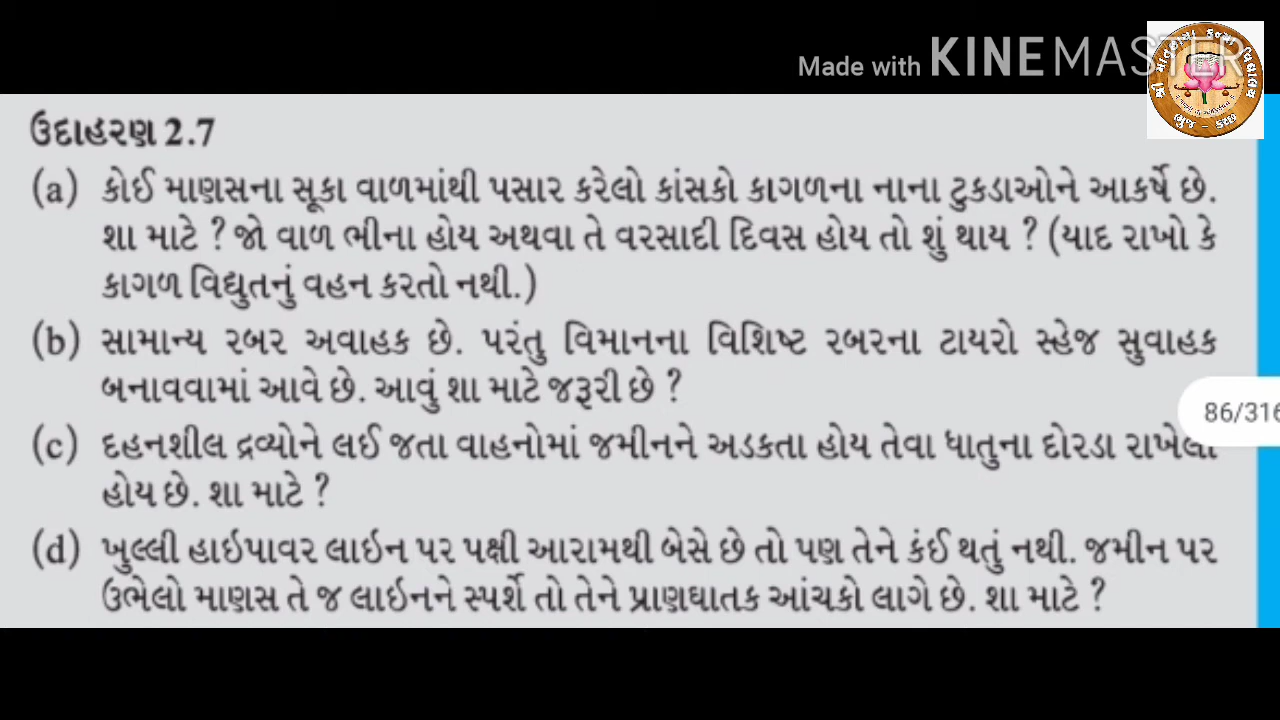 Made with KINEMASTER
ઉદાહરણ 2.7
(a) કોઈ માણસના સૂકા વાળમાંથી પસાર કરેલો કાંસકો કાગળના નાના ટુકડાઓને આકર્ષે છે.
શા માટે ? જો વાળ ભીના હોય અથવા તે વરસાદી દિવસ હોય તો શું થાય ? (યાદ રાખો કે
કાગળ વિદ્યુતનું વહન કરતો નથી.)
(b) સામાન્ય રબર અવાહક છે. પરંતુ વિમાનના વિશિષ્ટ રબરના ટાયરો સ્હેજ સુવાહક
બનાવવામાં આવે છે. આવું શા માટે જરૂરી છે ?
86/316
(c) દહનશીલ દ્રવ્યોને લઈ જતા વાહનોમાં જમીનને અડકતા હોય તેવા ધાતુના દોરડા રાખેલા
હોય છે. શા માટે ?
(d) ખુલ્લી હાઇપાવર લાઇન પર પક્ષી આરામથી બેસે છે તો પણ તેને કંઈ થતું નથી. જમીન પર
ઉભેલો માણસ તે જ લાઇનને સ્પર્શે તો તેને પ્રાણઘાતક આંચકો લાગે છે. શા માટે ?